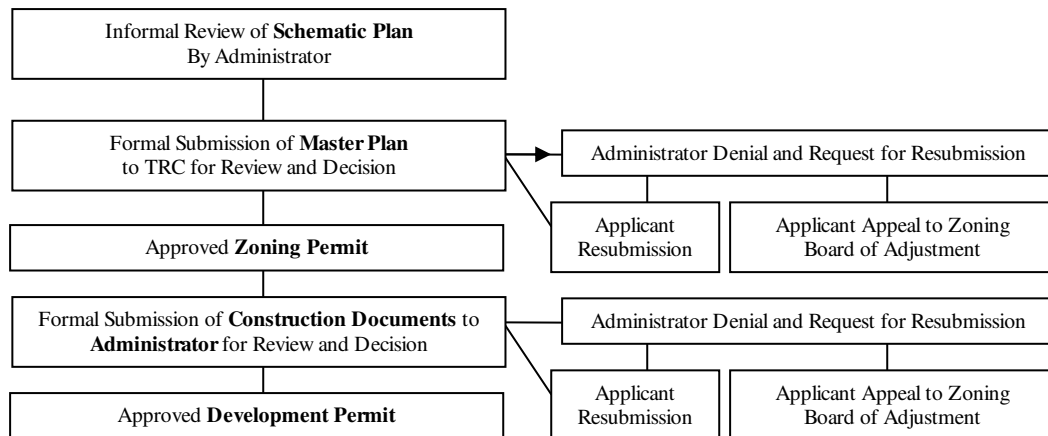 Informal Review of Schematic Plan
By Administrator
Formal Submission of Master Plan
to TRC for Review and Decision
Administrator Denial and Request for Resubmission
Applicant
Resubmission
Applicant Appeal to Zoning
Board of Adjustment
Approved Zoning Permit
Formal Submission of Construction Documents to
Administrator for Review and Decision
Administrator Denial and Request for Resubmission
Applicant
Resubmission
Applicant Appeal to Zoning
Board of Adjustment
Approved Development Permit